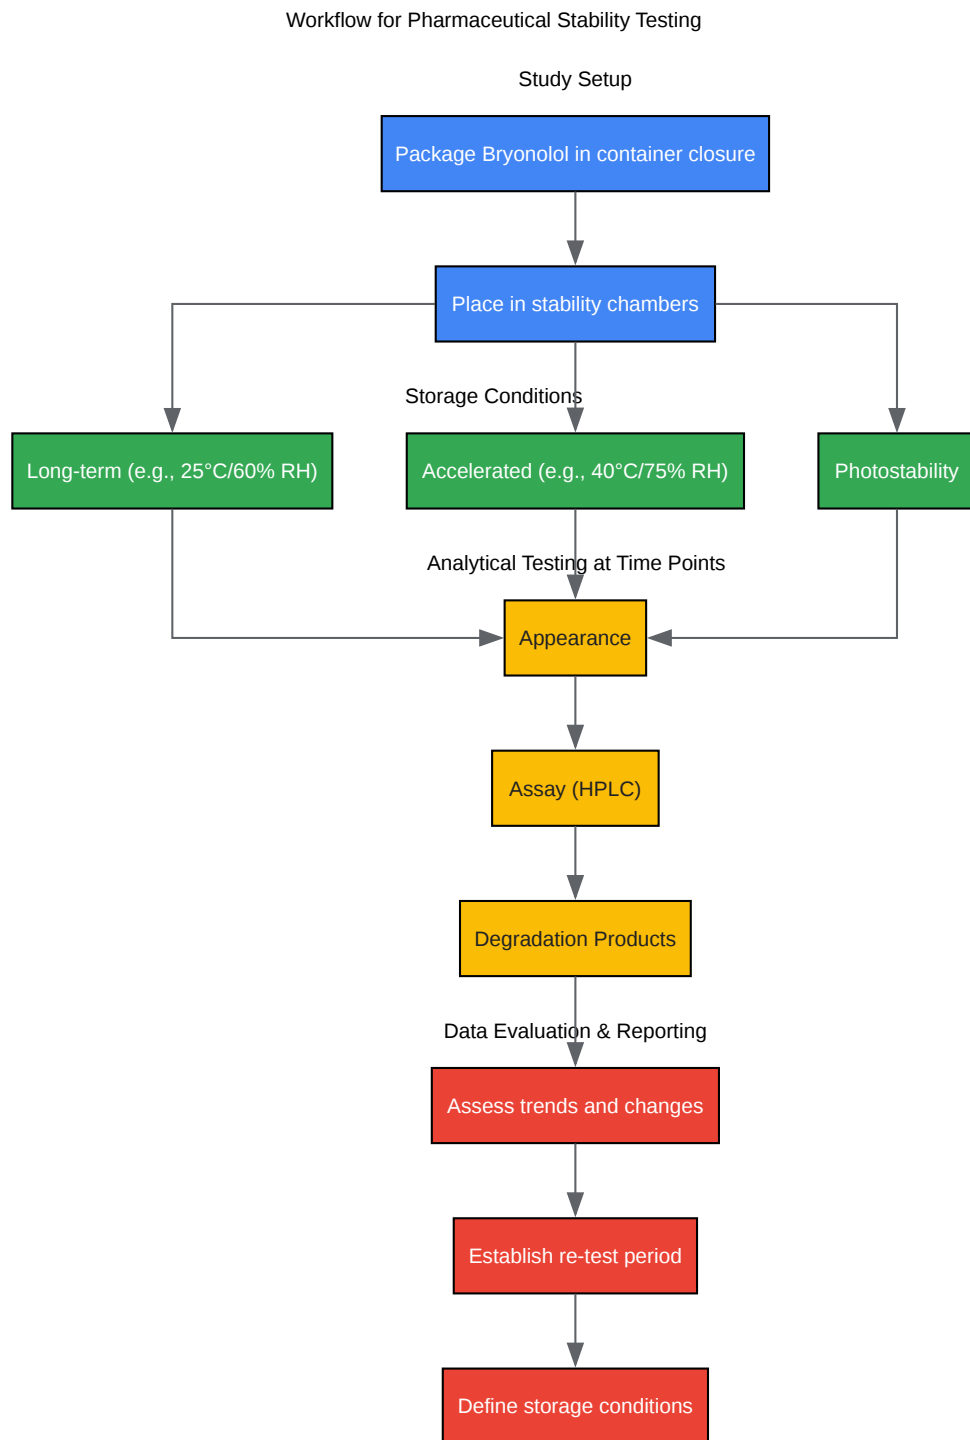 Workflow for Pharmaceutical Stability Testing
Study Setup
Package Bryonolol in container closure
Place in stability chambers
Storage Conditions
Long-term (e.g., 25°C/60% RH)
Accelerated (e.g., 40°C/75% RH)
Photostability
Analytical Testing at Time Points
Appearance
Assay (HPLC)
Degradation Products
Data Evaluation & Reporting
Assess trends and changes
Establish re-test period
Define storage conditions